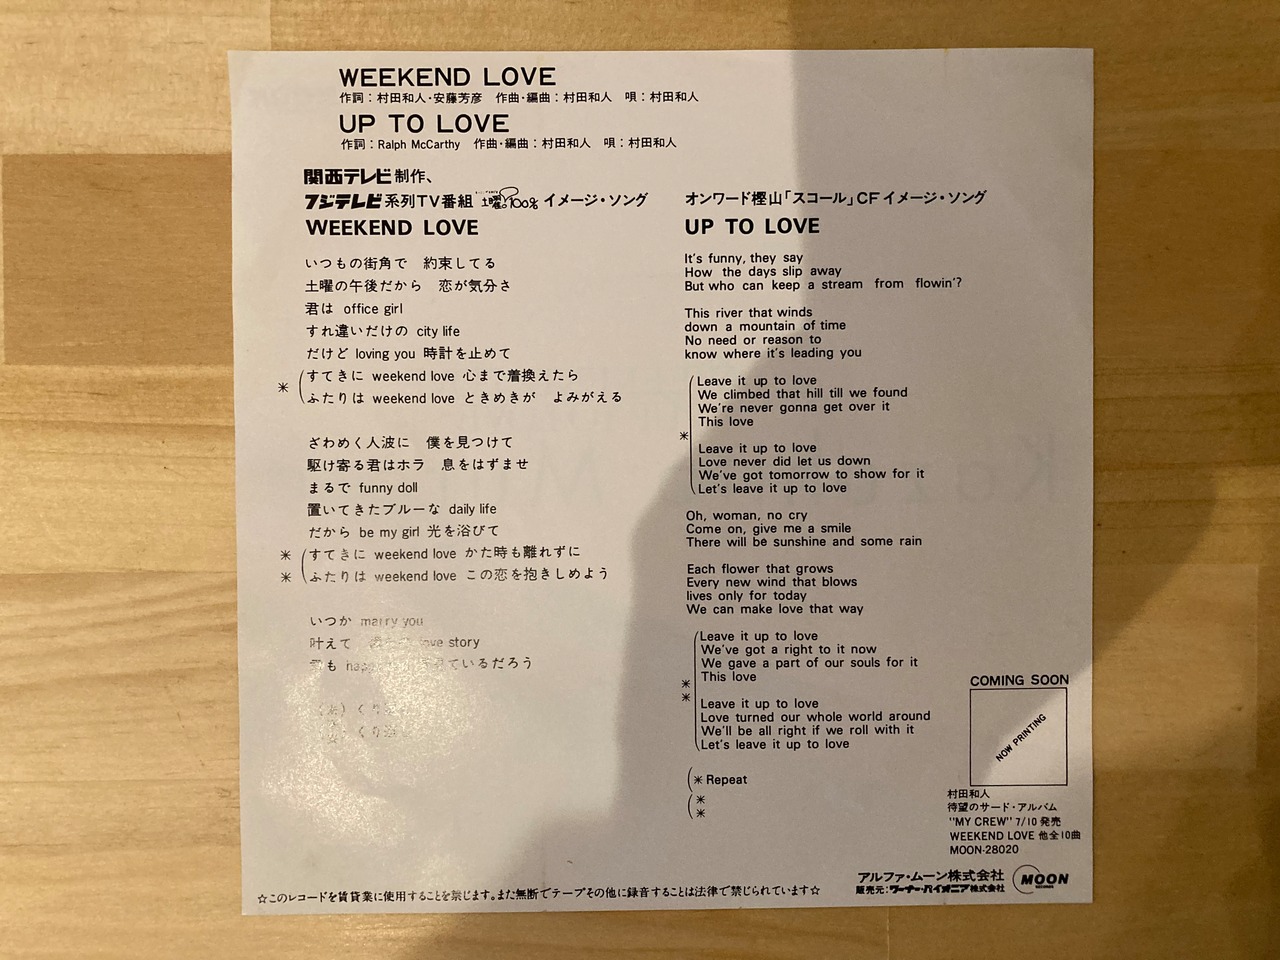 WEEKEND LOVE
作詞：村田和人・安藤芳彦　作曲・編曲：村田和人　唄：村田和人
UP TO LOVE
作詞：Ralph McCarthy　作曲・編曲：村田和人　唄：村田和人
関西テレビ制作、
フジテレビ系列TV番組 土曜 100% イメージ・ソング
WEEKEND LOVE
いつもの街角で　約束してる
土曜の午後だから　恋が気分さ
君は office girl
すれ違いだけの city life
だけど loving you 時計を止めて
＊ (すてきに weekend love 心まで着換えたら
ふたりは weekend love ときめきが　よみがえる
ざわめく人波に　僕を見つけて
駆け寄る君はホラ　息をはずませ
まるで funny doll
置いてきたブルーな daily life
だから be my girl 光を浴びて
＊ (すてきに weekend love かた時も離れずに
＊ ふたりは weekend love この恋を抱きしめよう
いつか marry you
叶えて love story
君も ているだろう
くり
くり
オンワード樫山「スコール」CFイメージ・ソング
UP TO LOVE
It's funny, they say
How the days slip away
But who can keep a stream from flowin'?
This river that winds
down a mountain of time
No need or reason to
know where it's leading you
Leave it up to love
We climbed that hill till we found
We're never gonna get over it
This love
＊
Leave it up to love
Love never did let us down
We've got tomorrow to show for it
Let's leave it up to love
Oh, woman, no cry
Come on, give me a smile
There will be sunshine and some rain
Each flower that grows
Every new wind that blows
lives only for today
We can make love that way
Leave it up to love
We've got a right to it now
We gave a part of our souls for it
This love
＊
＊
Leave it up to love
Love turned our whole world around
We'll be all right if we roll with it
Let's leave it up to love
(＊ Repeat
(＊
＊
COMING SOON
NOW PRINTING
村田和人
待望のサード・アルバム
"MY CREW" 7/10 発売
WEEKEND LOVE 他全10曲
MOON-28020
アルファ・ムーン株式会社
販売元：ワーナー・パイオニア株式会社
MOON
RECORDS
☆このレコードを賃貸業に使用することを禁じます。また無断でテープその他に録音することは法律で禁じられています☆